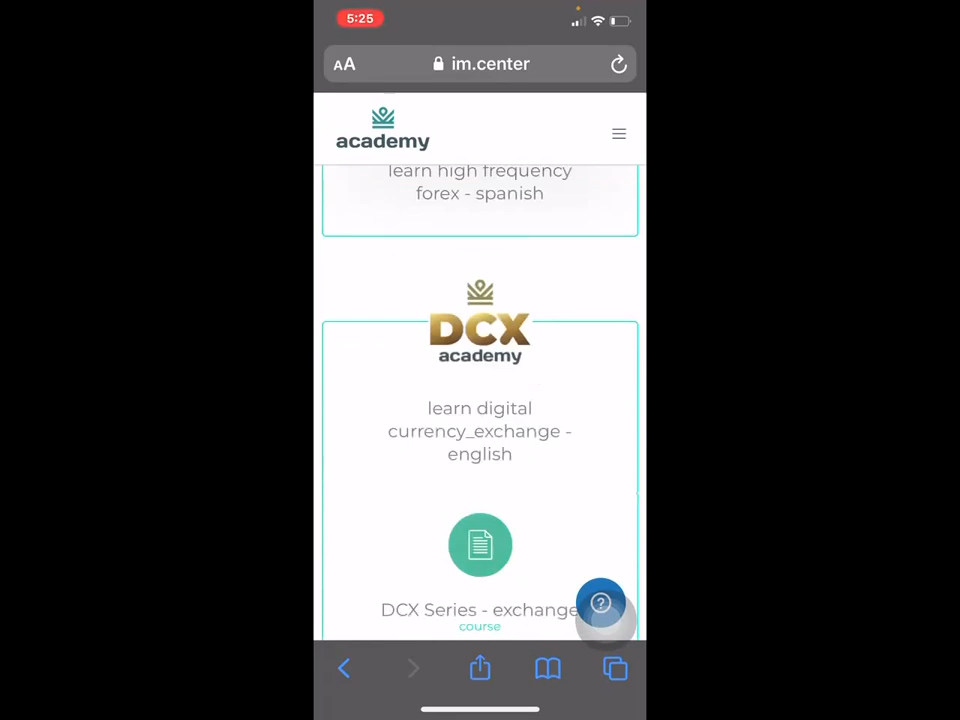 5:25
AA im.center
academy
learn high frequency
forex - spanish
DCX
academy
learn digital
currency_exchange -
english
DCX Series - exchange
course
?